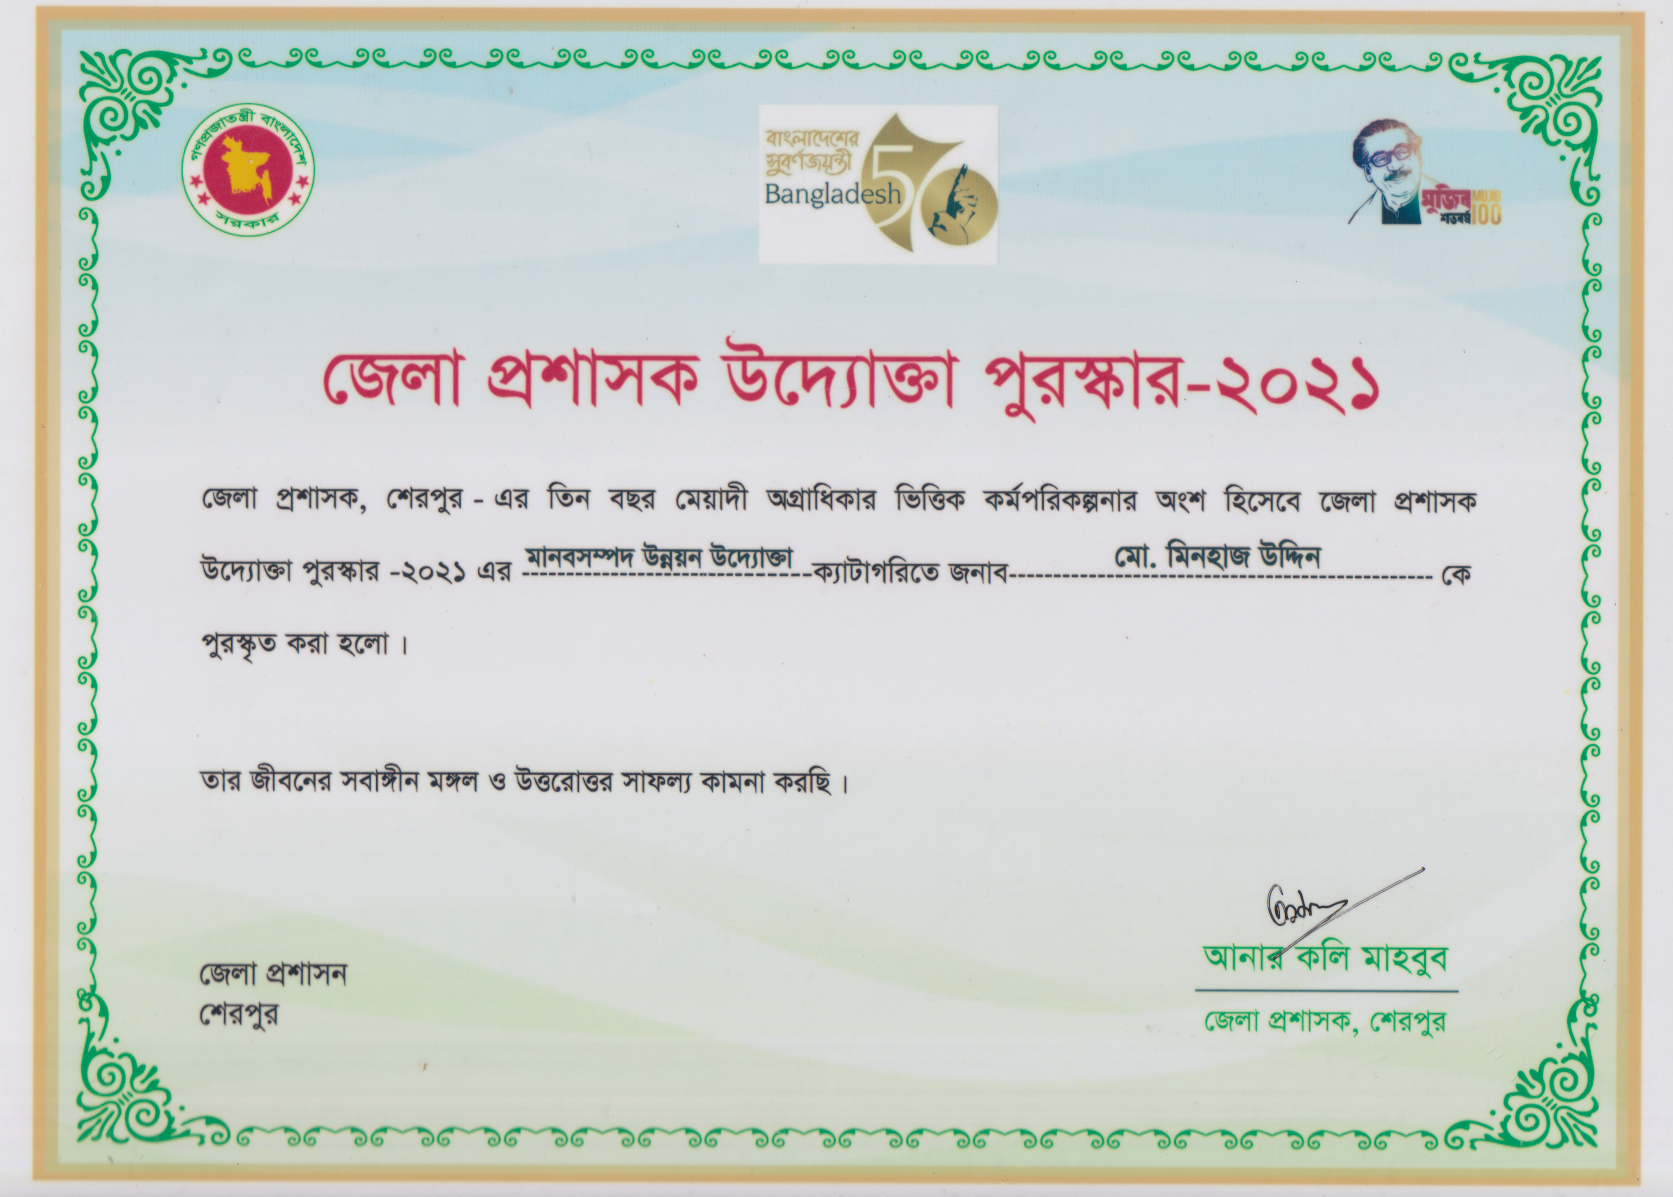 গণপ্রজাতন্ত্রী বাংলাদেশ
সরকার
বাংলাদেশের
সুবর্ণজয়ন্তী
Bangladesh
50
মুজিব
শতবর্ষ
MUJIB
100
জেলা প্রশাসক উদ্যোক্তা পুরস্কার-২০২১
জেলা প্রশাসক, শেরপুর - এর তিন বছর মেয়াদী অগ্রাধিকার ভিত্তিক কর্মপরিকল্পনার অংশ হিসেবে জেলা প্রশাসক
উদ্যোক্তা পুরস্কার -২০২১ এর মানবসম্পদ উন্নয়ন উদ্যোক্তা ক্যাটাগরিতে জনাব মো. মিনহাজ উদ্দিন কে
পুরস্কৃত করা হলো ।
তার জীবনের সবাঙ্গীন মঙ্গল ও উত্তরোত্তর সাফল্য কামনা করছি ।
জেলা প্রশাসন
শেরপুর
আনার কলি মাহবুব
জেলা প্রশাসক, শেরপুর